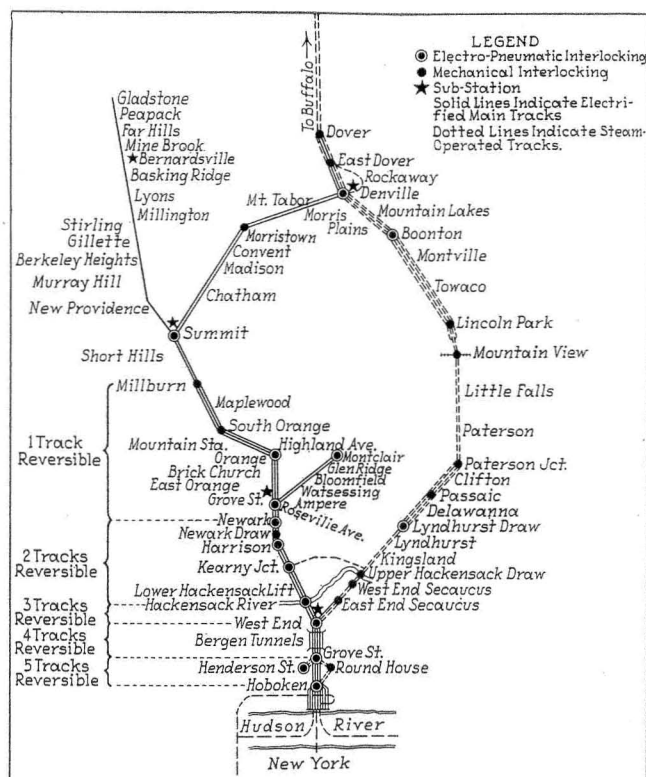 LEGEND
Electro-Pneumatic Interlocking
Mechanical Interlocking
Sub-Station
Solid Lines Indicate Electri-
fied Main Tracks
Dotted Lines Indicate Steam-
Operated Tracks.
To Buffalo
Dover
East Dover
Rockaway
Denville
Mt. Tabor
Morris
Plains
Mountain Lakes
Boonton
Montville
Towaco
Lincoln Park
Mountain View
Little Falls
Paterson
Paterson Jct.
Clifton
Passaic
Delawanna
Lyndhurst Draw
Lyndhurst
Kingsland
Upper Hackensack Draw
West End Secaucus
East End Secaucus
Gladstone
Peapack
Far Hills
Mine Brook
Bernardsville
Basking Ridge
Lyons
Millington
Stirling
Gillette
Berkeley Heights
Murray Hill
New Providence
Morristown
Convent
Madison
Chatham
Summit
Short Hills
Millburn
Maplewood
South Orange
Mountain Sta.
Highland Ave.
Orange
Brick Church
East Orange
Grove St.
Montclair
Glen Ridge
Bloomfield
Watsessing
Ampere
Roseville Ave.
Newark
Newark Draw
Harrison
Kearny Jct.
Lower Hackensack Lift
Hackensack River
West End
Bergen Tunnels
Grove St.
Henderson St.
Round House
Hoboken
1 Track
Reversible
2 Tracks
Reversible
3 Tracks
Reversible
4 Tracks
Reversible
5 Tracks
Reversible
Hudson River
New York